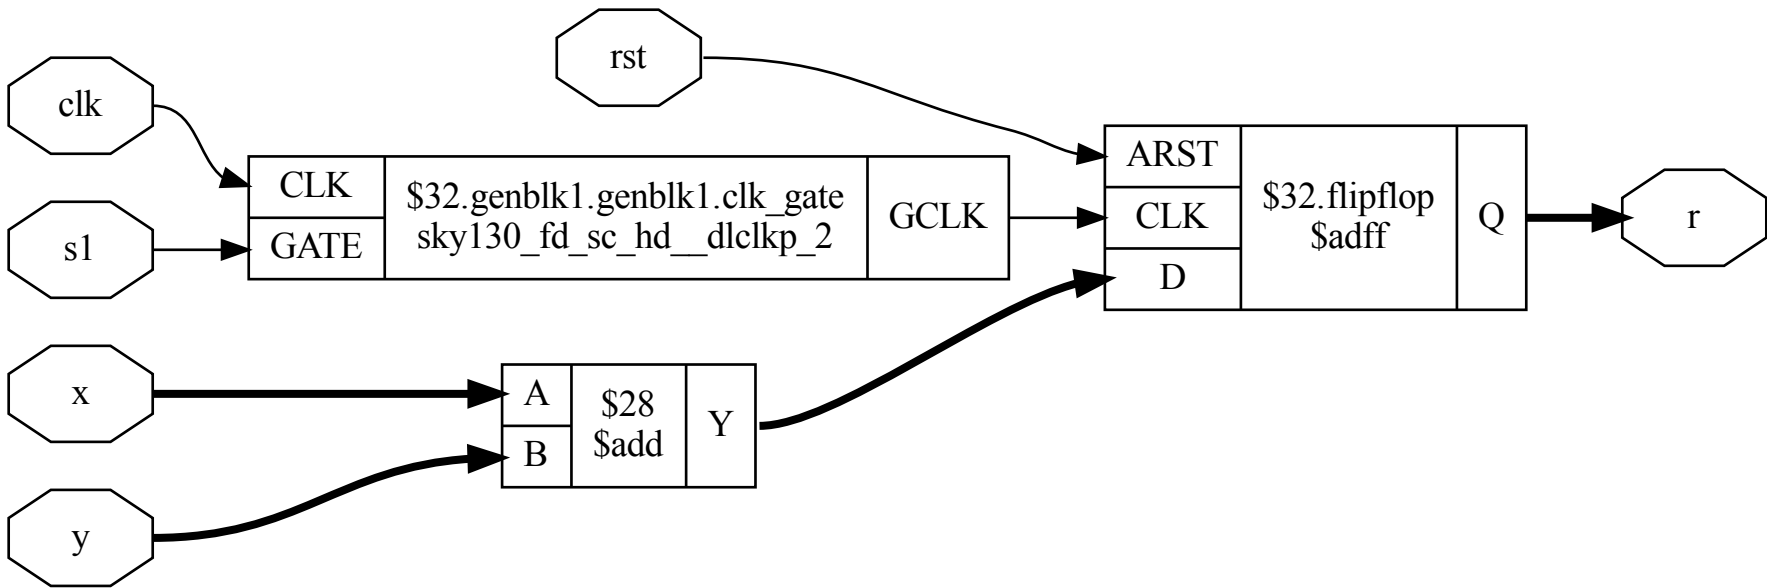 rst
clk
s1
CLK
GATE
$32.genblk1.genblk1.clk_gate
sky130_fd_sc_hd__dlclkp_2
GCLK
ARST
CLK
D
$32.flipflop
$adff
Q
r
x
y
A
B
$28
$add
Y